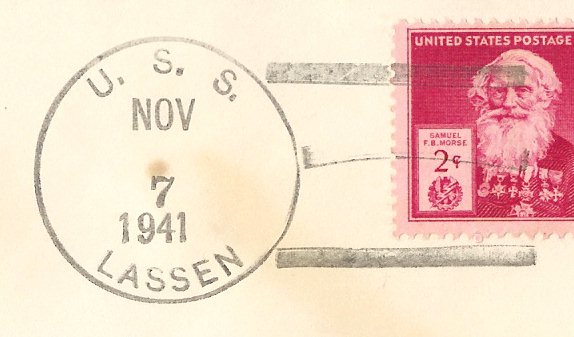 U. S. S.
NOV
7
1941
LASSEN
UNITED STATES POSTAGE
SAMUEL
F.B. MORSE
2¢